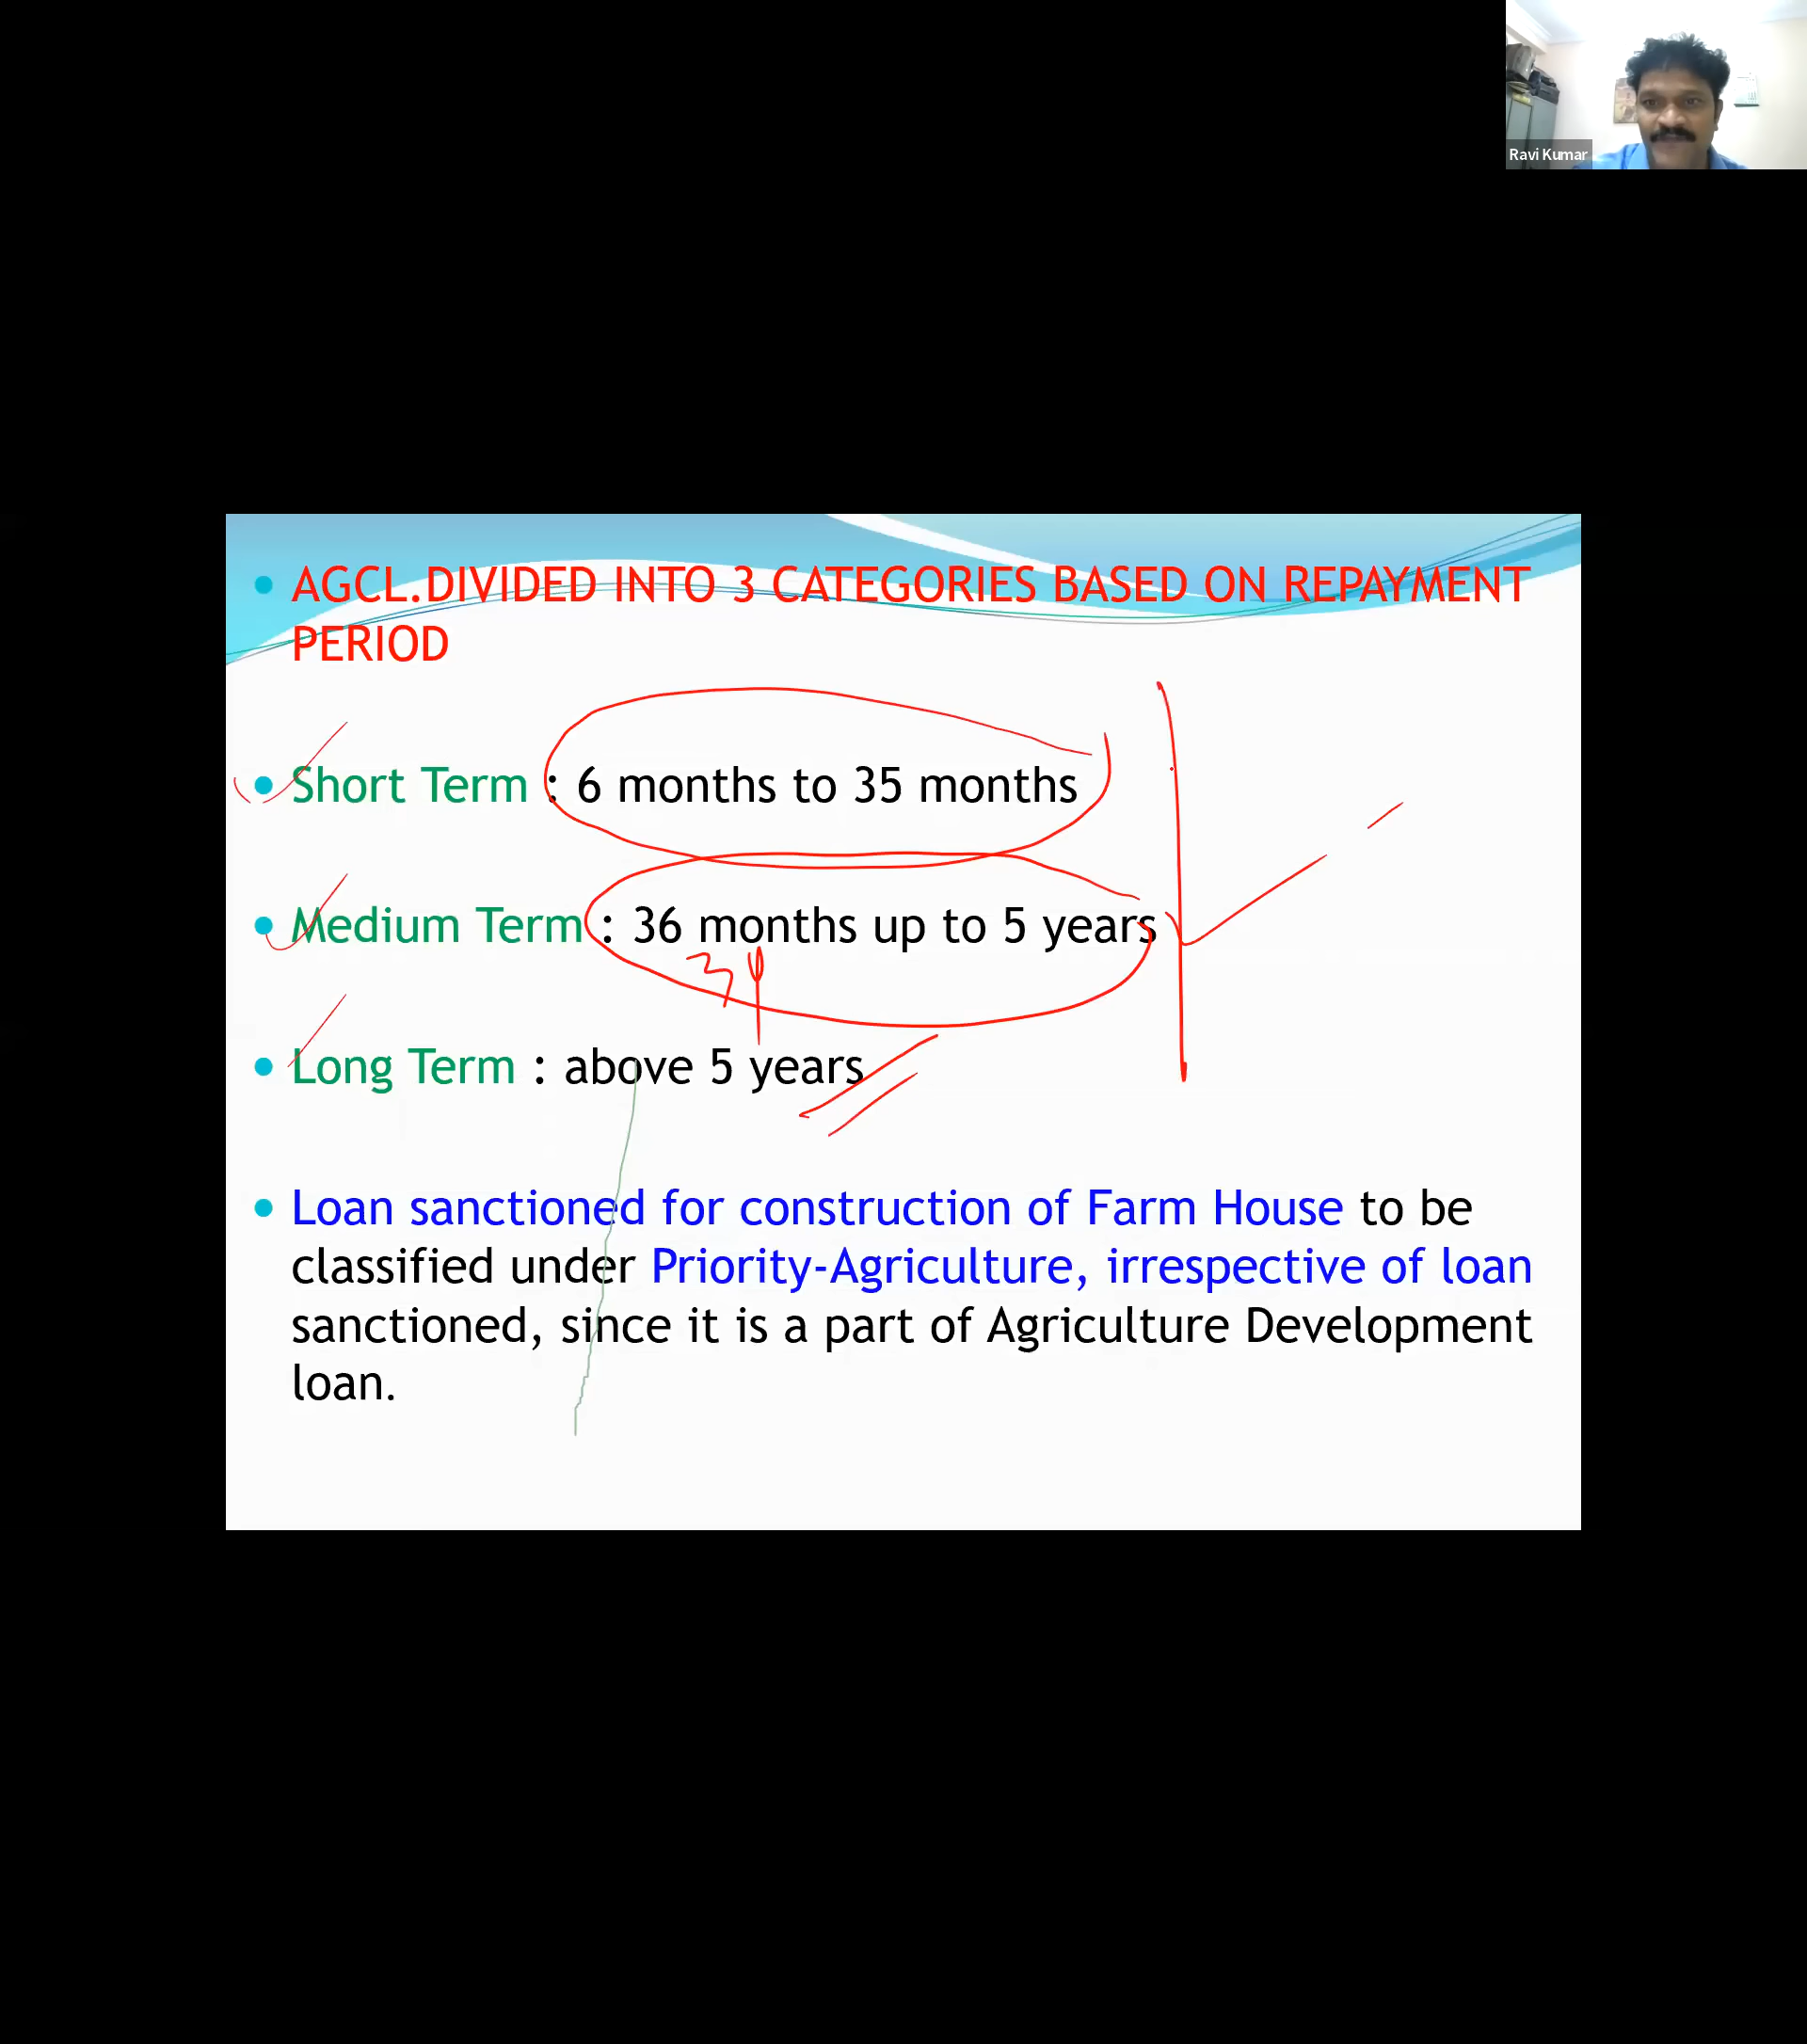 Ravi Kumar
AGCL.DIVIDED INTO 3 CATEGORIES BASED ON REPAYMENT
PERIOD
Short Term : 6 months to 35 months
Medium Term : 36 months up to 5 years
3 y
Long Term : above 5 years
Loan sanctioned for construction of Farm House to be
classified under Priority-Agriculture, irrespective of loan
sanctioned, since it is a part of Agriculture Development
loan.